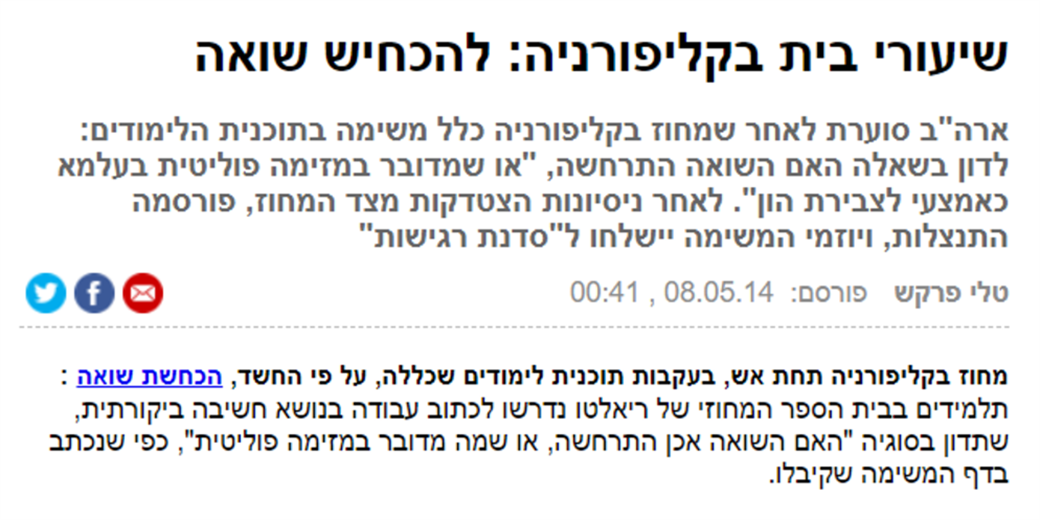 שיעורי בית בקליפורניה: להכחיש שואה
ארה"ב סוערת לאחר שמחוז בקליפורניה כלל משימה בתוכנית הלימודים:
לדון בשאלה האם השואה התרחשה, "או שמדובר במזימה פוליטית בעלמא
כאמצעי לצבירת הון". לאחר ניסיונות הצטדקות מצד המחוז, פורסמה
התנצלות, ויוזמי המשימה יישלחו ל"סדנת רגישות"
טלי פרקש פורסם: 08.05.14 , 00:41
מחוז בקליפורניה תחת אש, בעקבות תוכנית לימודים שכללה, על פי החשד, הכחשת שואה :
תלמידים בבית הספר המחוזי של ריאלטו נדרשו לכתוב עבודה בנושא חשיבה ביקורתית,
שתדון בסוגיה "האם השואה אכן התרחשה, או שמה מדובר במזימה פוליטית", כפי שנכתב
בדף המשימה שקיבלו.